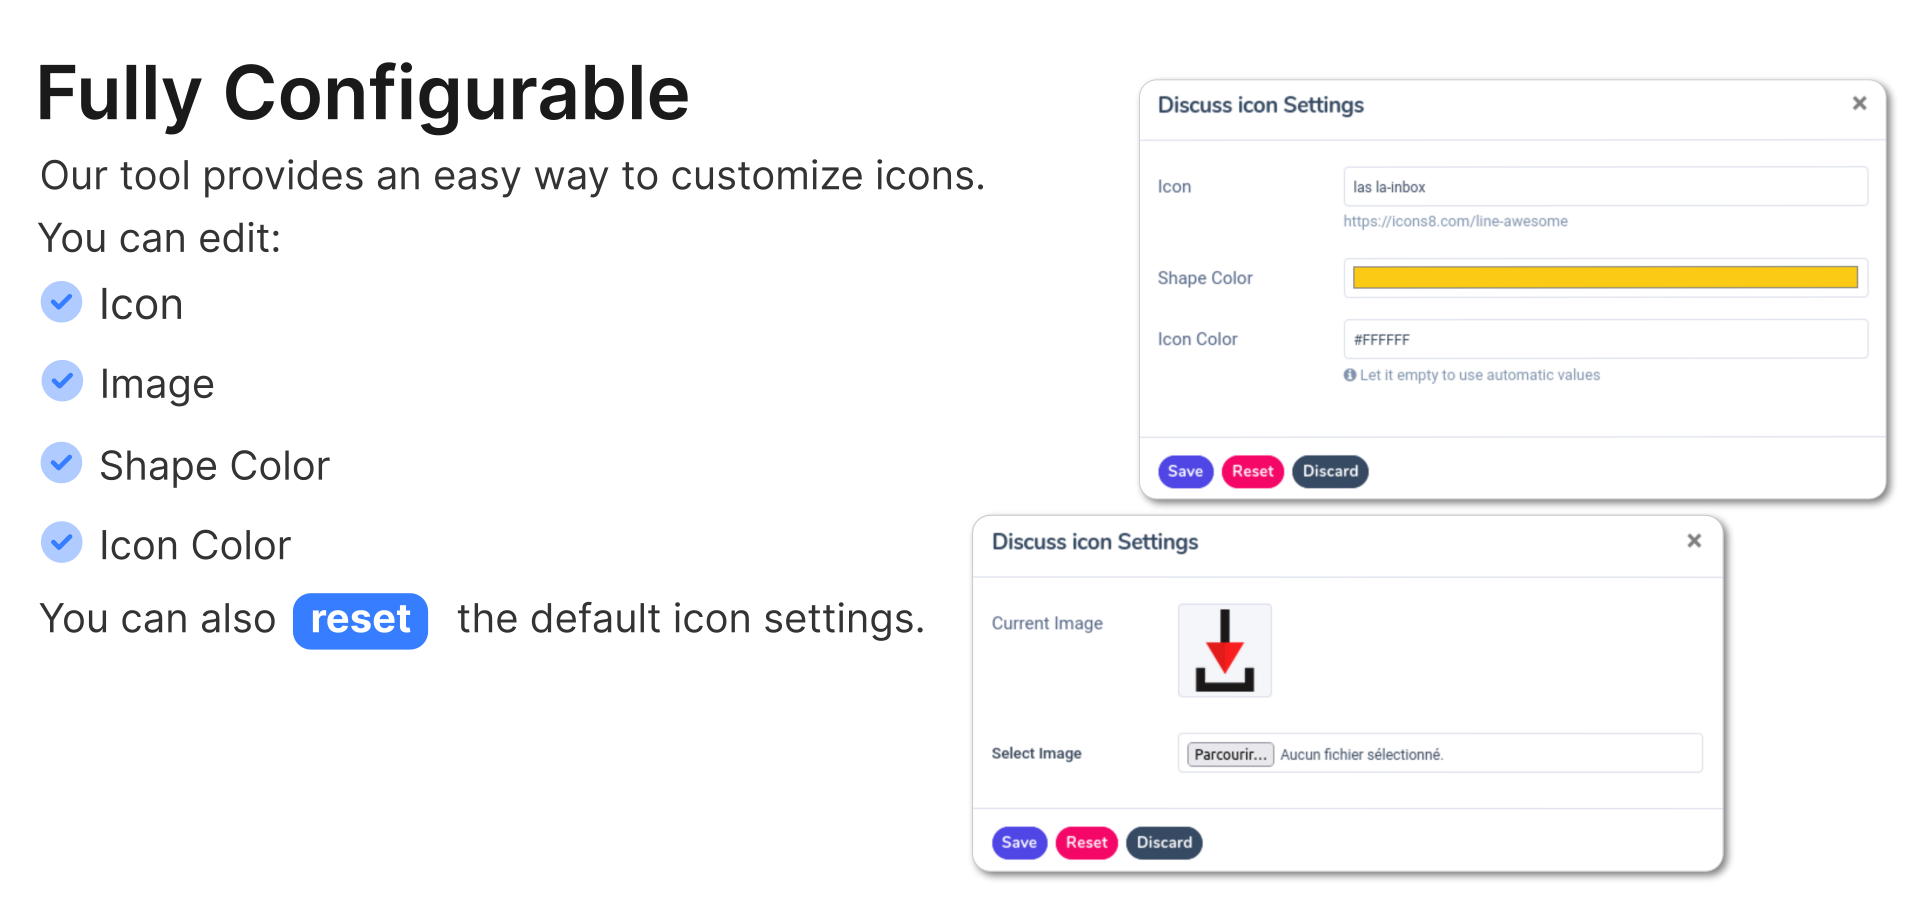 Fully Configurable
Our tool provides an easy way to customize icons.
You can edit:
Icon
Image
Shape Color
Icon Color
You can also reset the default icon settings.
Discuss icon Settings
Icon
las la-inbox
https://icons8.com/line-awesome
Shape Color
Icon Color
#FFFFFF
Let it empty to use automatic values
Save Reset Discard
Discuss icon Settings
Current Image
Select Image
Parcourir... Aucun fichier sélectionné.
Save Reset Discard